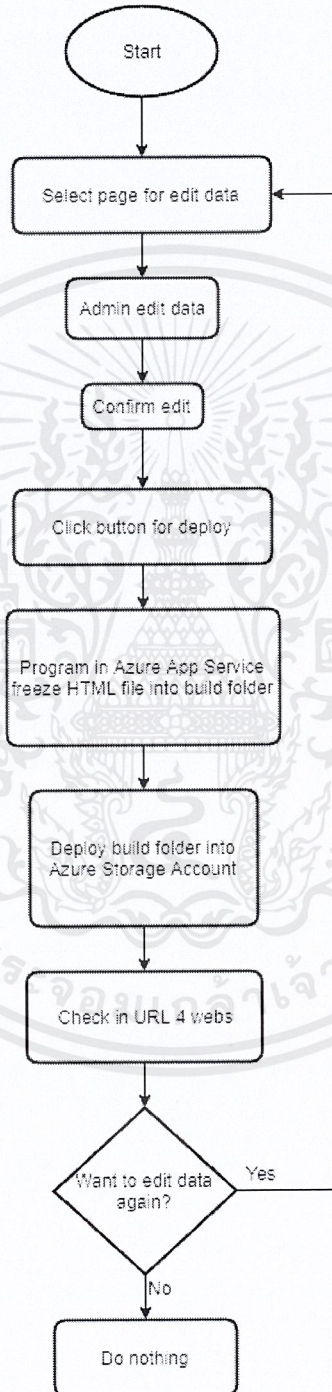 Start
Select page for edit data
Admin edit data
Confirm edit
Click button for deploy
Program in Azure App Service
freeze HTML file into build folder
Deploy build folder into
Azure Storage Account
Check in URL 4 webs
Want to edit data
again?
Yes
No
Do nothing